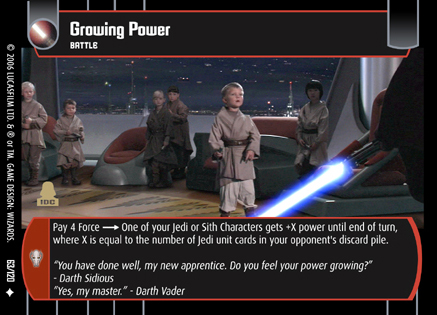 Growing Power
BATTLE
IDC
Pay 4 Force → One of your Jedi or Sith Characters gets +X power until end of turn,
where X is equal to the number of Jedi unit cards in your opponent's discard pile.
"You have done well, my new apprentice. Do you feel your power growing?"
- Darth Sidious
"Yes, my master." - Darth Vader
© 2006 LUCASFILM LTD. & ® or TM. GAME DESIGN: WIZARDS.
63/120